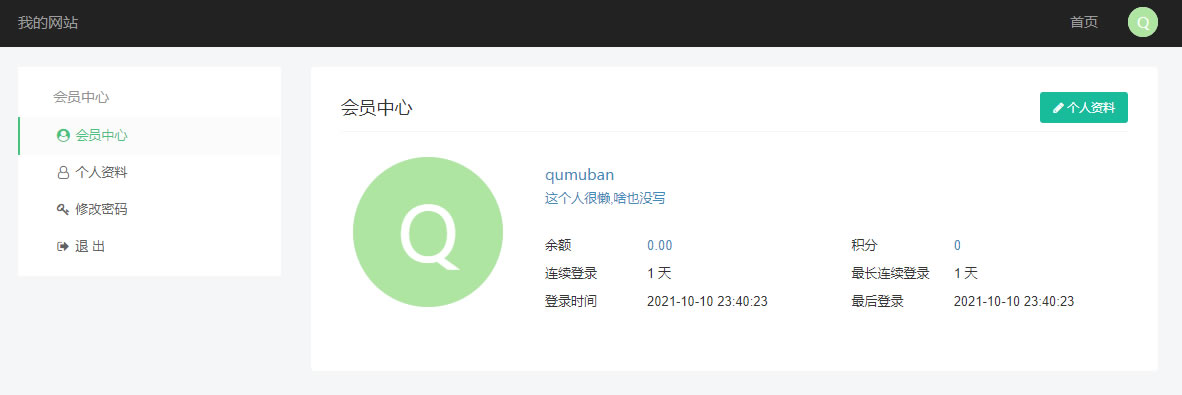 我的网站 首页 Q
会员中心
会员中心
个人资料
修改密码
退 出
会员中心 个人资料
Q
qumuban
这个人很懒,啥也没写
余额 0.00 积分 0
连续登录 1 天 最长连续登录 1 天
登录时间 2021-10-10 23:40:23 最后登录 2021-10-10 23:40:23